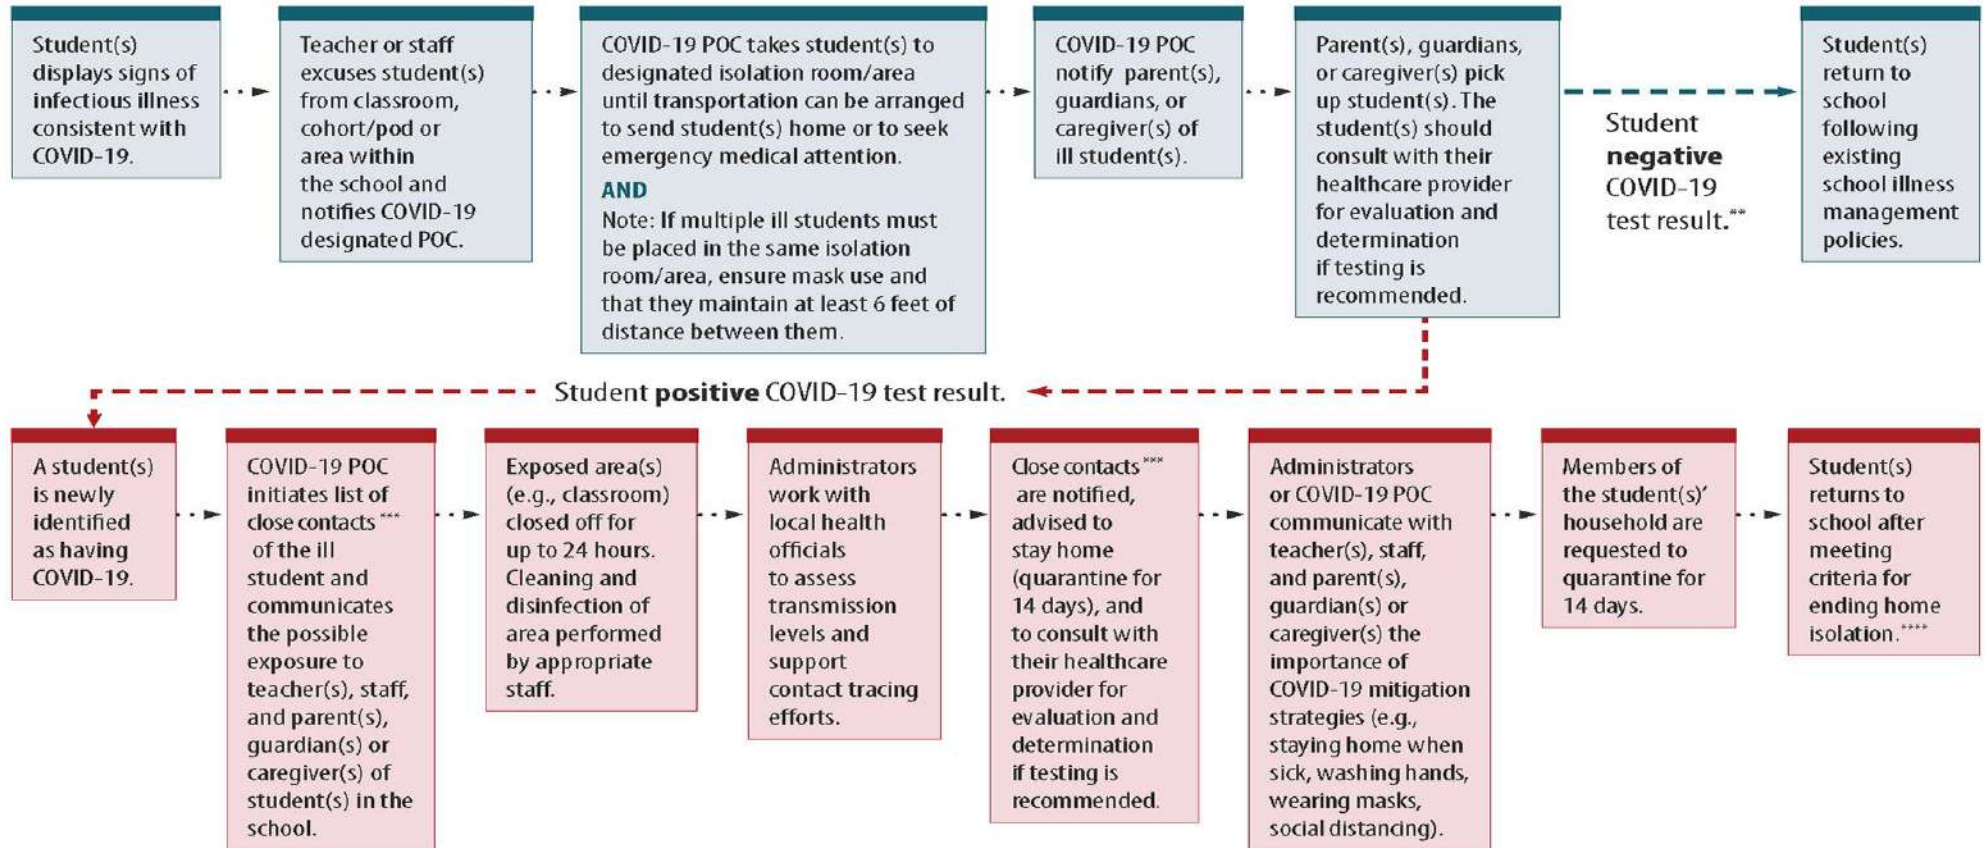 Student(s)
displays signs of
infectious illness
consistent with
COVID-19.
Teacher or staff
excuses student(s)
from classroom,
cohort/pod or
area within
the school and
notifies COVID-19
designated POC.
COVID-19 POC takes student(s) to
designated isolation room/area
until transportation can be arranged
to send student(s) home or to seek
emergency medical attention.
AND
Note: If multiple ill students must
be placed in the same isolation
room/area, ensure mask use and
that they maintain at least 6 feet of
distance between them.
COVID-19 POC
notify parent(s),
guardians, or
caregiver(s) of
ill student(s).
Parent(s), guardians,
or caregiver(s) pick
up student(s). The
student(s) should
consult with their
healthcare provider
for evaluation and
determination
if testing is
recommended.
Student
negative
COVID-19
test result.**
Student(s)
return to
school
following
existing
school illness
management
policies.
Student positive COVID-19 test result.
A student(s)
is newly
identified
as having
COVID-19.
COVID-19 POC
initiates list of
close contacts***
of the ill
student and
communicates
the possible
exposure to
teacher(s), staff,
and parent(s),
guardian(s) or
caregiver(s) of
student(s) in the
school.
Exposed area(s)
(e.g., classroom)
closed off for
up to 24 hours.
Cleaning and
disinfection of
area performed
by appropriate
staff.
Administrators
work with
local health
officials
to assess
transmission
levels and
support
contact tracing
efforts.
Close contacts***
are notified,
advised to
stay home
(quarantine for
14 days), and
to consult with
their healthcare
provider for
evaluation and
determination
if testing is
recommended.
Administrators
or COVID-19 POC
communicate with
teacher(s), staff,
and parent(s),
guardian(s) or
caregiver(s) the
importance of
COVID-19 mitigation
strategies (e.g.,
staying home when
sick, washing hands,
wearing masks,
social distancing).
Members of
the student(s)'
household are
requested to
quarantine for
14 days.
Student(s)
returns to
school after
meeting
criteria for
ending home
isolation.****